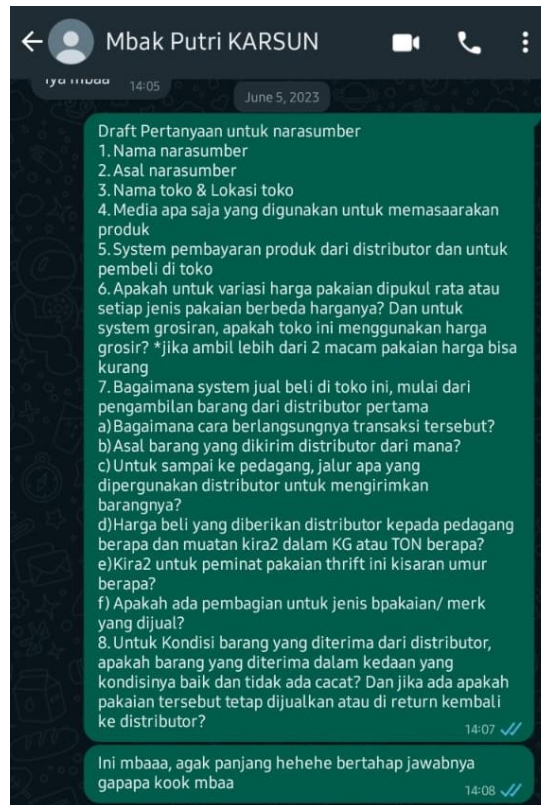 Mbak Putri KARSUN
iya mbaa 14:05
June 5, 2023
Draft Pertanyaan untuk narasumber
1. Nama narasumber
2. Asal narasumber
3. Nama toko & Lokasi toko
4. Media apa saja yang digunakan untuk memasaarakan
produk
5. System pembayaran produk dari distributor dan untuk
pembeli di toko
6. Apakah untuk variasi harga pakaian dipukul rata atau
setiap jenis pakaian berbeda harganya? Dan untuk
system grosiran, apakah toko ini menggunakan harga
grosir? *jika ambil lebih dari 2 macam pakaian harga bisa
kurang
7. Bagaimana system jual beli di toko ini, mulai dari
pengambilan barang dari distributor pertama
a)Bagaimana cara berlangsungnya transaksi tersebut?
b)Asal barang yang dikirim distributor dari mana?
c)Untuk sampai ke pedagang, jalur apa yang
dipergunakan distributor untuk mengirimkan
barangnya?
d)Harga beli yang diberikan distributor kepada pedagang
berapa dan muatan kira2 dalam KG atau TON berapa?
e)Kira2 untuk peminat pakaian thrift ini kisaran umur
berapa?
f) Apakah ada pembagian untuk jenis bpakaian/ merk
yang dijual?
8. Untuk Kondisi barang yang diterima dari distributor,
apakah barang yang diterima dalam kedaan yang
kondisinya baik dan tidak ada cacat? Dan jika ada apakah
pakaian tersebut tetap dijualkan atau di return kembali
ke distributor?
14:07
Ini mbaaa, agak panjang hehehe bertahap jawabnya
gapapa kook mbaa
14:08